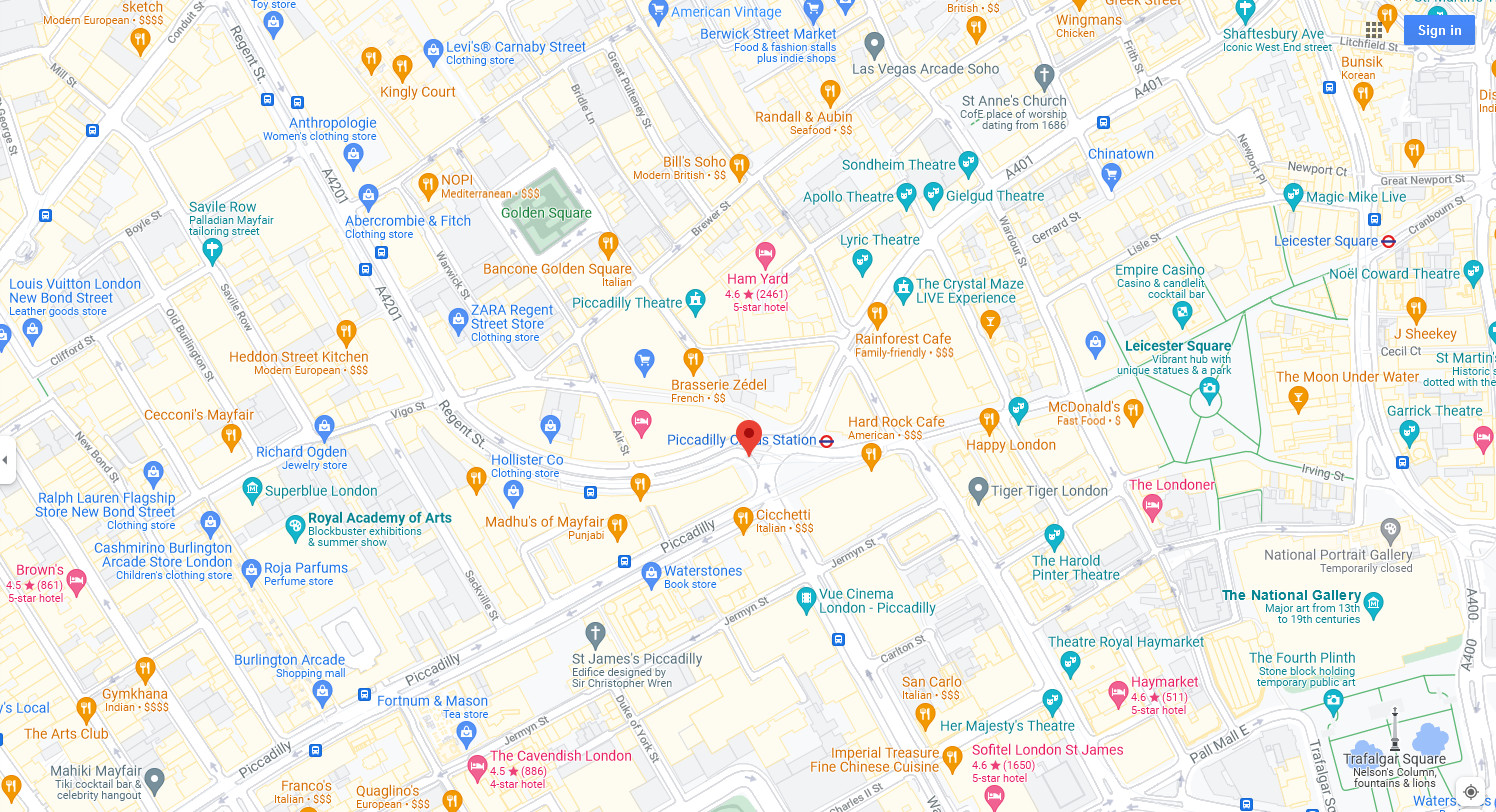 sketch
Modern European • $$$$
Conduit St
Regent St.
Toy store
American Vintage
Berwick Street Market
Food & fashion stalls
plus indie shops
British • $$
Wingmans
Chicken
Shaftesbury Ave
Iconic West End street
Litchfield St
Sign in
Mill St
Levi's® Carnaby Street
Clothing store
Kingly Court
Great Pulteney St
Bridle Ln
Las Vegas Arcade Soho
Frith St
A401
Bunsik
Korean
St Anne's Church
CofE place of worship
dating from 1686
Randall & Aubin
Seafood • $$
Anthropologie
Women's clothing store
Bill's Soho
Modern British • $$
Sondheim Theatre
A401
Chinatown
Newport Pl
Newport Ct
Great Newport St
A4201
NOPI
Mediterranean • $$$
Apollo Theatre
Gielgud Theatre
Magic Mike Live
Cranbourn St
Savile Row
Palladian Mayfair
tailoring street
Boyle St
Abercrombie & Fitch
Clothing store
Golden Square
Brewer St
Wardour St
Gerrard St
Lisle St
Leicester Square
Lyric Theatre
Bancone Golden Square
Italian
Warwick St
Ham Yard
4.6 ★ (2461)
5-star hotel
The Crystal Maze
LIVE Experience
Empire Casino
Casino & candlelit
cocktail bar
Noël Coward Theatre
Louis Vuitton London
New Bond Street
Leather goods store
Savile Row
Old Burlington St
A4201
ZARA Regent
Street Store
Clothing store
Piccadilly Theatre
Rainforest Cafe
Family-friendly • $$$
J Sheekey
Cecil Ct
Clifford St
Heddon Street Kitchen
Modern European • $$$
Brasserie Zédel
French • $$
Leicester Square
Vibrant hub with
unique statues & a park
The Moon Under Water
Cecconi's Mayfair
Vigo St
Regent St.
Air St
Hard Rock Cafe
American • $$$
McDonald's
Fast Food • $
Garrick Theatre
New Bond St
Richard Ogden
Jewelry store
Happy London
Hollister Co
Clothing store
Irving St
Ralph Lauren Flagship
Store New Bond Street
Clothing store
Superblue London
Tiger Tiger London
The Londoner
Royal Academy of Arts
Blockbuster exhibitions
& summer show
Madhu's of Mayfair
Punjabi
Cicchetti
Italian • $$$
Piccadilly
Jermyn St
Cashmirino Burlington
Arcade Store London
Children's clothing store
National Portrait Gallery
Temporarily closed
The Harold
Pinter Theatre
Brown's
4.5 ★ (861)
5-star hotel
Roja Parfums
Perfume store
Waterstones
Book store
Sackville St
Jermyn St
Vue Cinema
London - Piccadilly
The National Gallery
Major art from 13th
to 19th centuries
A400
A400
St James's Piccadilly
Edifice designed by
Sir Christopher Wren
Carlton St
Theatre Royal Haymarket
Burlington Arcade
Shopping mall
Piccadilly
The Fourth Plinth
Stone block holding
temporary public art
Gymkhana
Indian • $$$$
Fortnum & Mason
Tea store
Duke of York St
San Carlo
Italian • $$$
Haymarket
4.6 ★ (511)
5-star hotel
The Arts Club
Jermyn St
Her Majesty's Theatre
Pall Mall E
Piccadilly
The Cavendish London
4.5 ★ (886)
4-star hotel
Imperial Treasure
Fine Chinese Cuisine
Sofitel London St James
4.6 ★ (1650)
5-star hotel
Trafalgar Square
Nelson's Column,
fountains & lions
Mahiki Mayfair
Tiki cocktail bar &
celebrity hangout
Franco's
Italian • $$$
Quaglino's
European • $$$
Charles II St